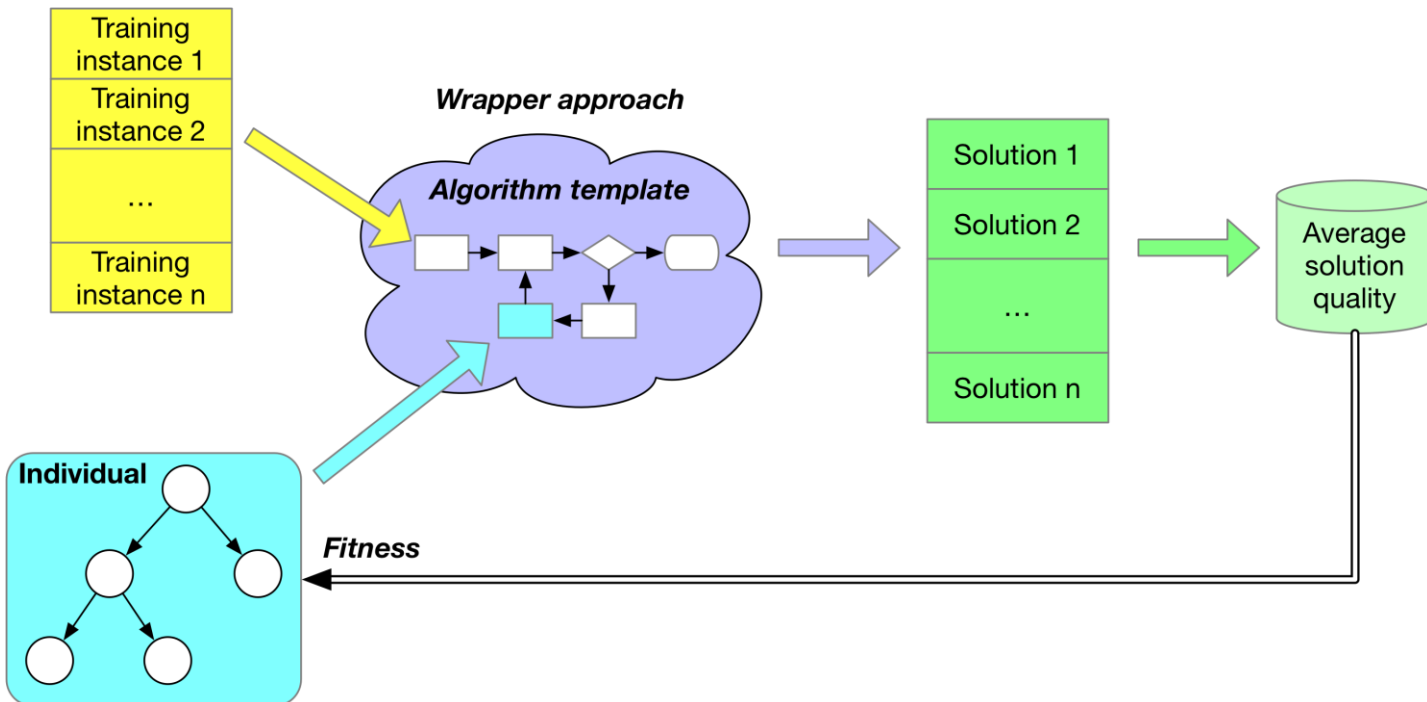 Training
instance 1
Training
instance 2
...
Training
instance n
Wrapper approach
Algorithm template
Solution 1
Solution 2
...
Solution n
Average
solution
quality
Individual
Fitness